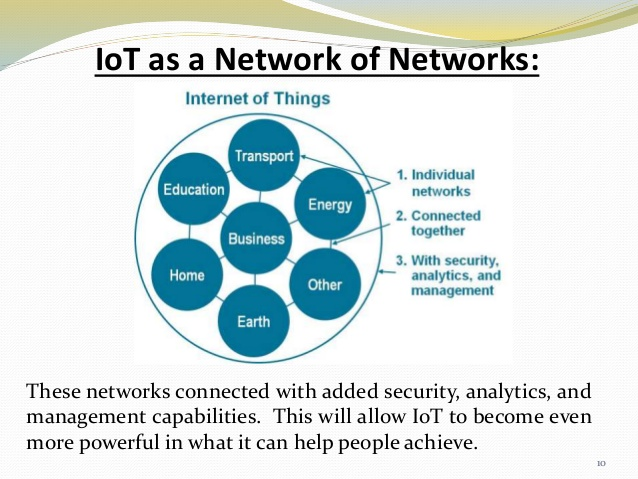 IoT as a Network of Networks:
Internet of Things
Transport
Education
Energy
Business
Home
Other
Earth
1. Individual
networks
2. Connected
together
3. With security,
analytics, and
management
These networks connected with added security, analytics, and
management capabilities. This will allow IoT to become even
more powerful in what it can help people achieve.
10